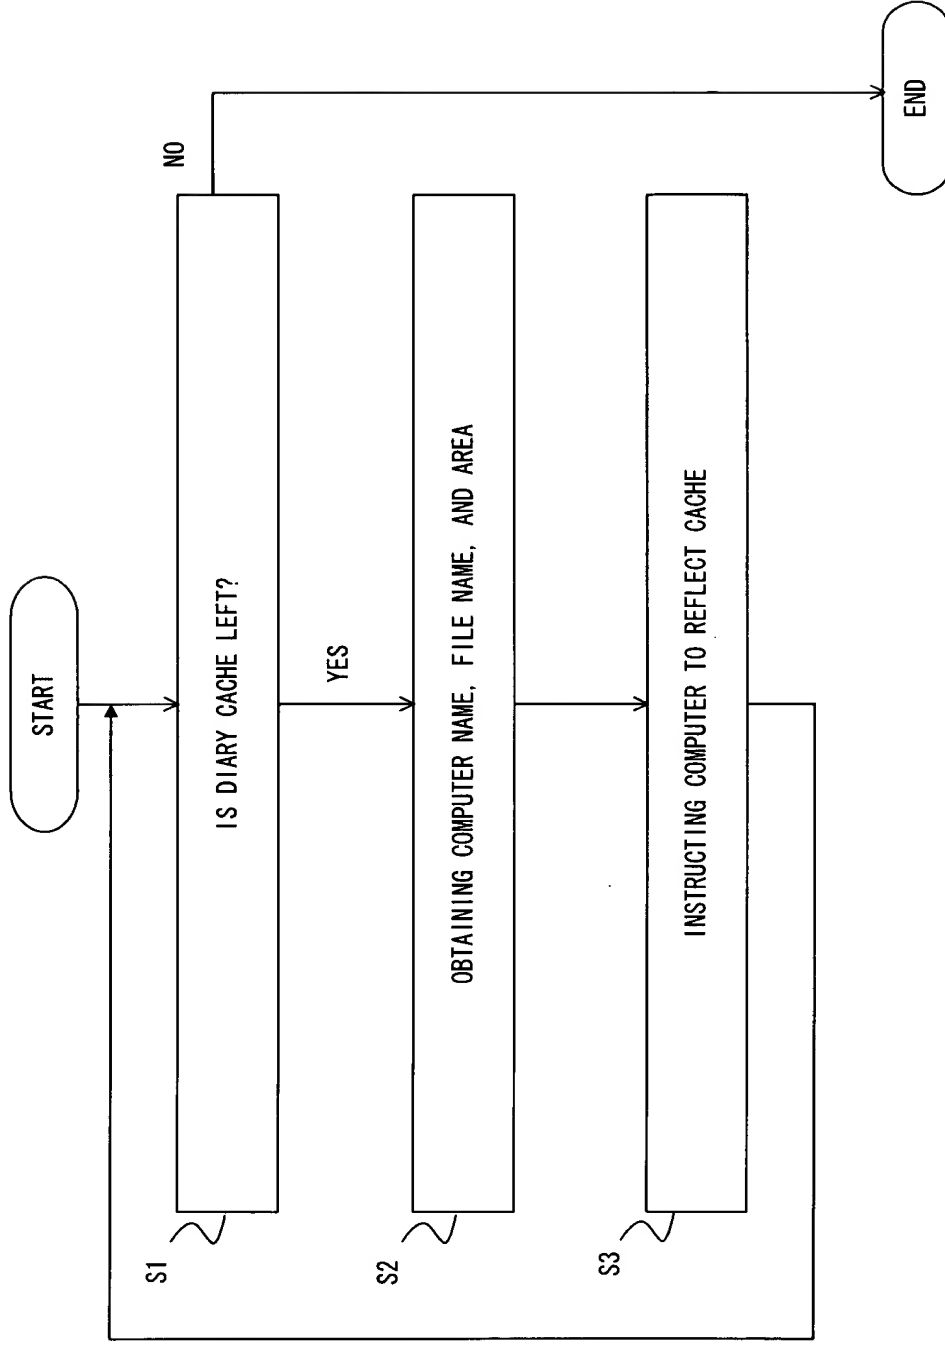 START
S1
IS DIARY CACHE LEFT?
NO
YES
S2
OBTAINING COMPUTER NAME, FILE NAME, AND AREA
S3
INSTRUCTING COMPUTER TO REFLECT CACHE
END